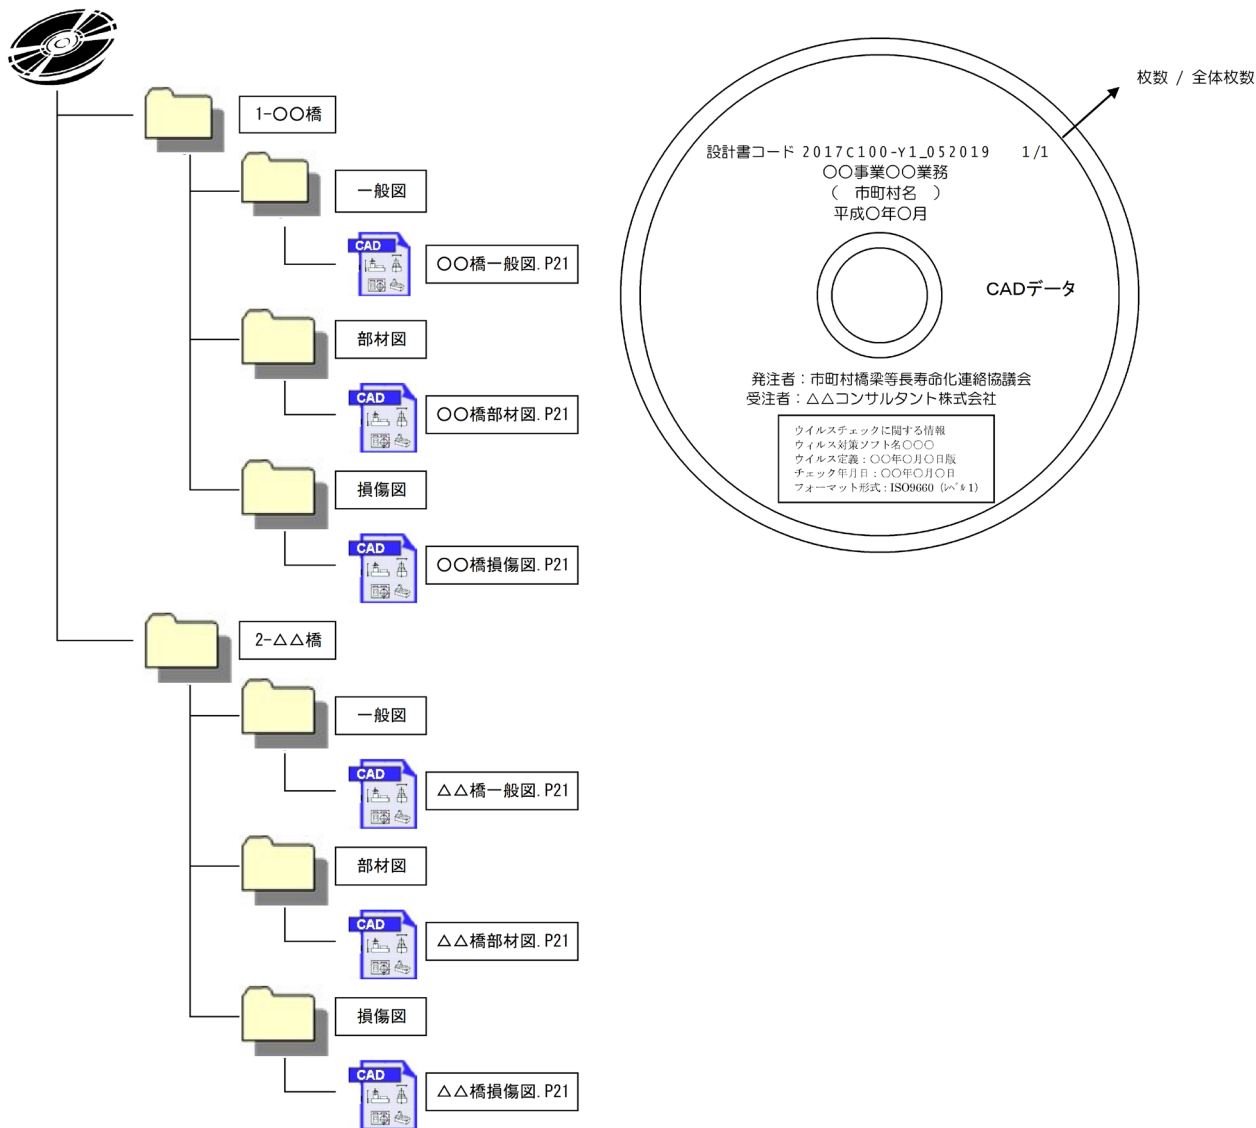 1-〇〇橋
一般図
CAD
〇〇橋一般図.P21
部材図
CAD
〇〇橋部材図.P21
損傷図
CAD
〇〇橋損傷図.P21
2-△△橋
一般図
CAD
△△橋一般図.P21
部材図
CAD
△△橋部材図.P21
損傷図
CAD
△△橋損傷図.P21
枚数 / 全体枚数
設計書コード 2017C100-Y1_052019 1/1
〇〇事業〇〇業務
（ 市町村名 ）
平成〇年〇月
CADデータ
発注者：市町村橋梁等長寿命化連絡協議会
受注者：△△コンサルタント株式会社
ウイルスチェックに関する情報
ウィルス対策ソフト名〇〇〇
ウイルス定義：〇〇年〇月〇日版
チェック年月日：〇〇年〇月〇日
フォーマット形式：ISO9660（ﾚﾍﾞﾙ1）